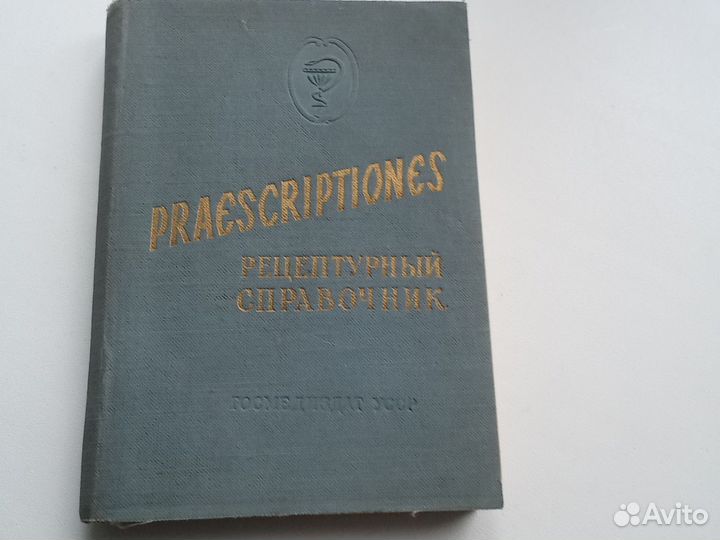 PRAESCRIPTIONES
РЕЦЕПТУРНЫЙ
СПРАВОЧНИК
ГОСМЕДИЗДАТ УССР
Avito